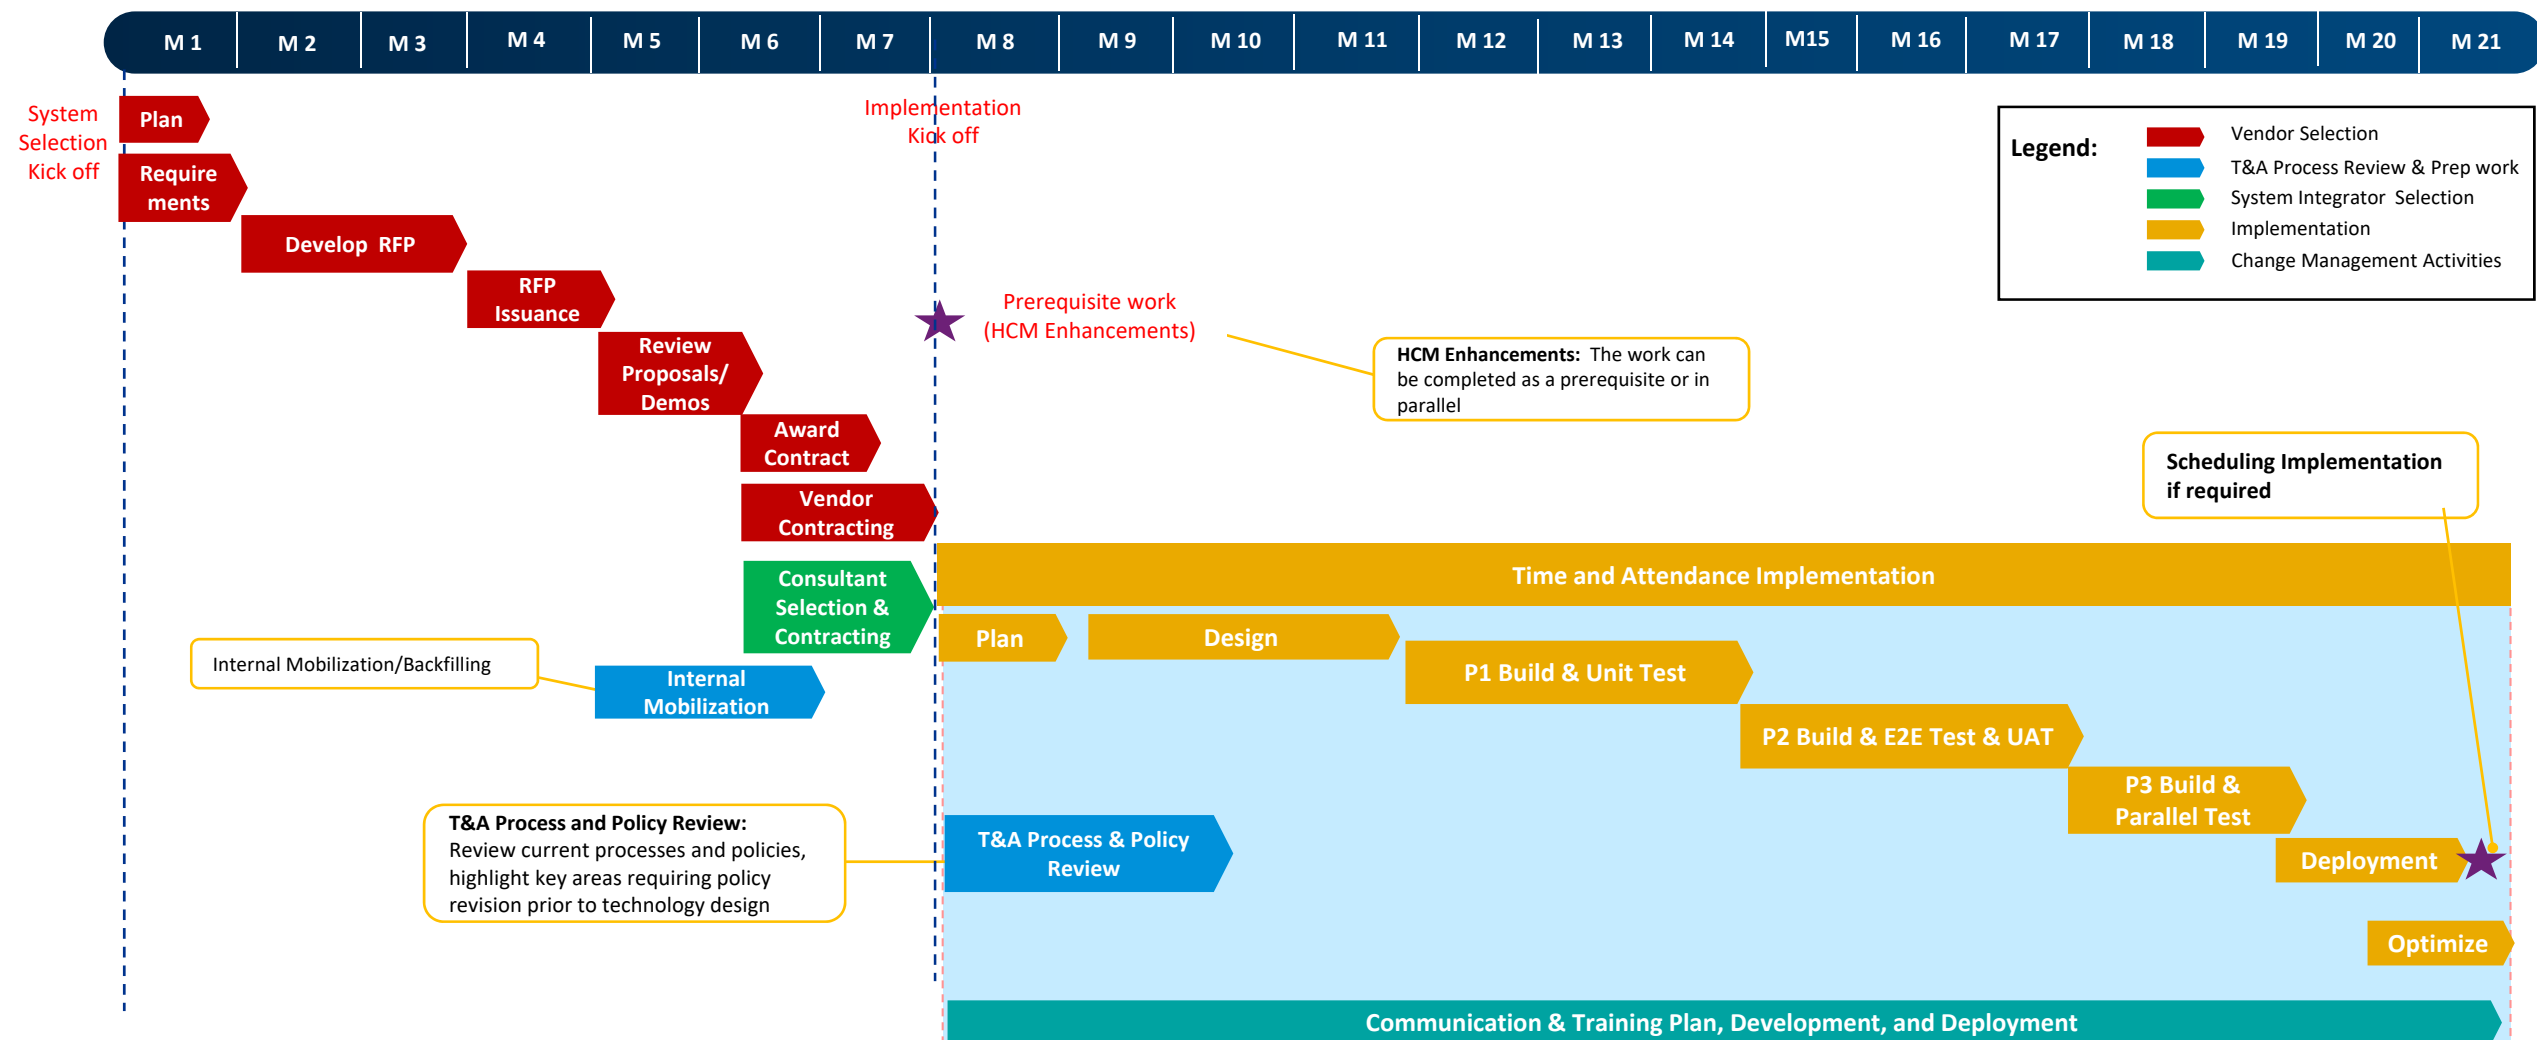 M 1
M 2
M 3
M 4
M 5
M 6
M 7
M 8
M 9
M 10
M 11
M 12
M 13
M 14
M15
M 16
M 17
M 18
M 19
M 20
M 21
System
Selection
Kick off
Plan
Require
ments
Develop RFP
RFP
Issuance
Review
Proposals/
Demos
Award
Contract
Vendor
Contracting
Consultant
Selection &
Contracting
Internal
Mobilization
Internal Mobilization/Backfilling
Implementation
Kick off
Prerequisite work
(HCM Enhancements)
HCM Enhancements: The work can
be completed as a prerequisite or in
parallel
Legend:
Vendor Selection
T&A Process Review & Prep work
System Integrator Selection
Implementation
Change Management Activities
Scheduling Implementation
if required
Time and Attendance Implementation
Plan
Design
P1 Build & Unit Test
P2 Build & E2E Test & UAT
P3 Build &
Parallel Test
Deployment
Optimize
T&A Process and Policy Review:
Review current processes and policies,
highlight key areas requiring policy
revision prior to technology design
T&A Process & Policy
Review
Communication & Training Plan, Development, and Deployment